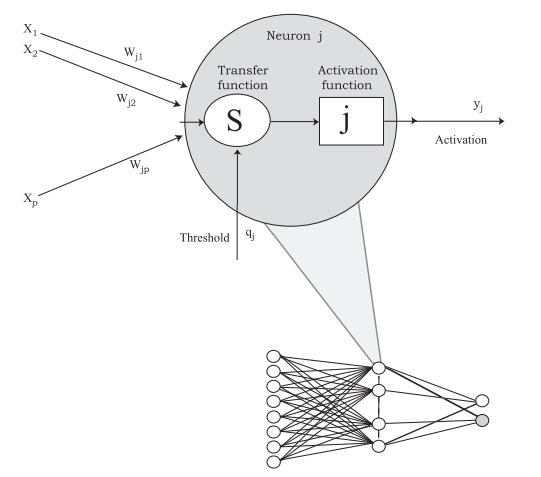 X1
X2
Neuron j
Wj1
Transfer
function
Activation
function
Wj2
S
j
yj
Activation
Wjp
Xp
Threshold
qj